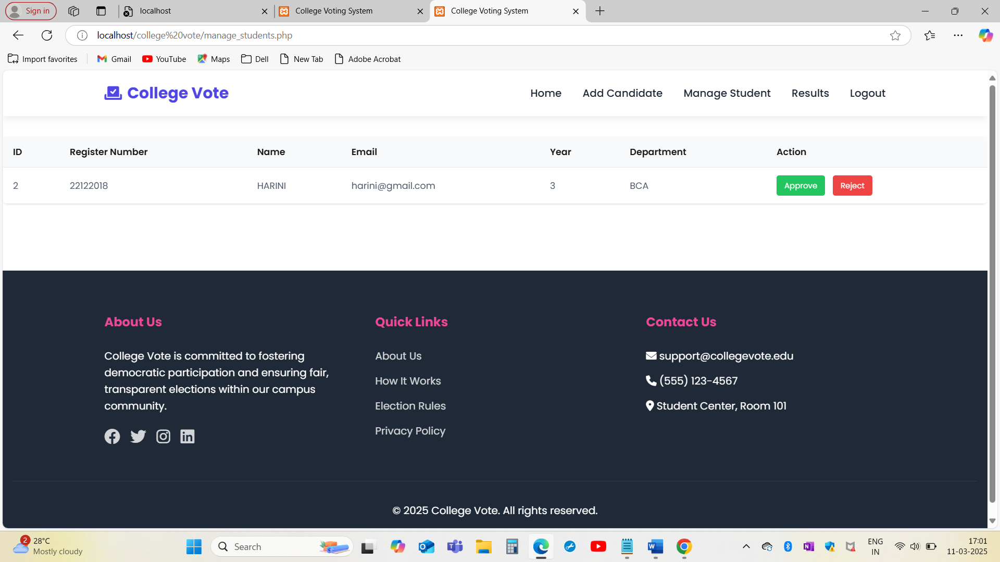 Sign in
localhost
College Voting System
College Voting System
localhost/college%20vote/manage_students.php
Import favorites
Gmail
YouTube
Maps
Dell
New Tab
Adobe Acrobat
College Vote
Home
Add Candidate
Manage Student
Results
Logout
ID Register Number Name Email Year Department Action
2 22122018 HARINI harini@gmail.com 3 BCA Approve Reject
About Us
College Vote is committed to fostering
democratic participation and ensuring fair,
transparent elections within our campus
community.
Quick Links
About Us
How It Works
Election Rules
Privacy Policy
Contact Us
support@collegevote.edu
(555) 123-4567
Student Center, Room 101
© 2025 College Vote. All rights reserved.
2
28°C
Mostly cloudy
Search
ENG
IN
17:01
11-03-2025